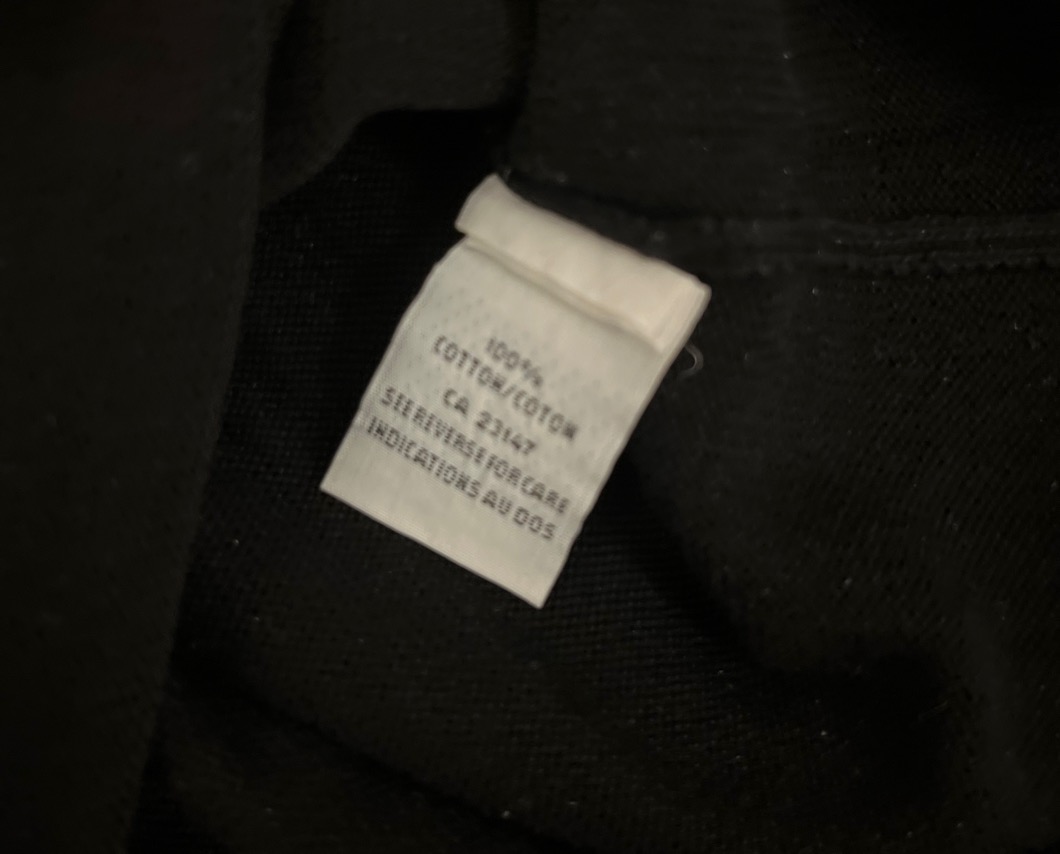 100%
COTTON/COTON
CA 23147
SEE REVERSE FOR CARE
INDICATIONS AU DOS